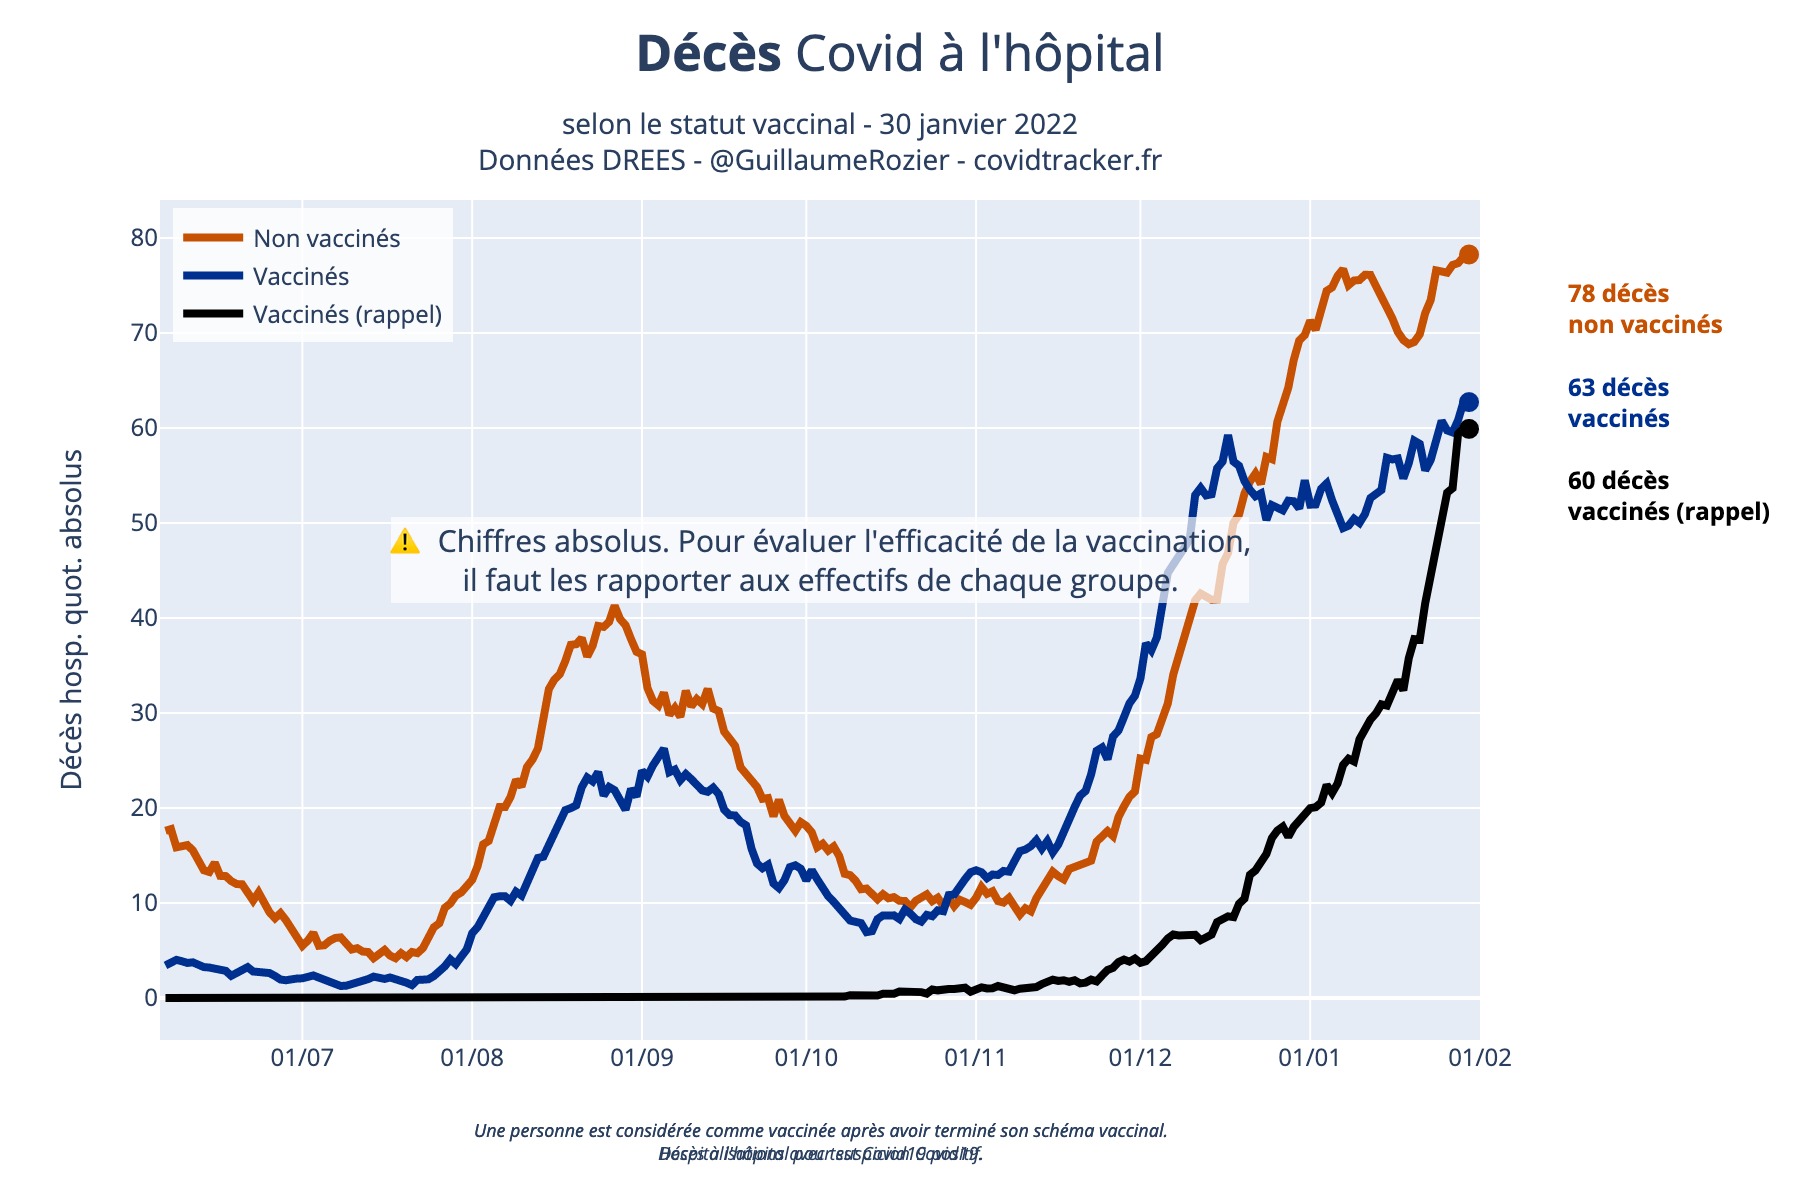 Décès Covid à l'hôpital
selon le statut vaccinal - 30 janvier 2022
Données DREES - @GuillaumeRozier - covidtracker.fr
Non vaccinés
Vaccinés
Vaccinés (rappel)
80
70
60
50
40
30
20
10
0
Décès hosp. quot. absolus
⚠ Chiffres absolus. Pour évaluer l'efficacité de la vaccination,
il faut les rapporter aux effectifs de chaque groupe.
78 décès
non vaccinés
63 décès
vaccinés
60 décès
vaccinés (rappel)
01/07
01/08
01/09
01/10
01/11
01/12
01/01
01/02
Une personne est considérée comme vaccinée après avoir terminé son schéma vaccinal.